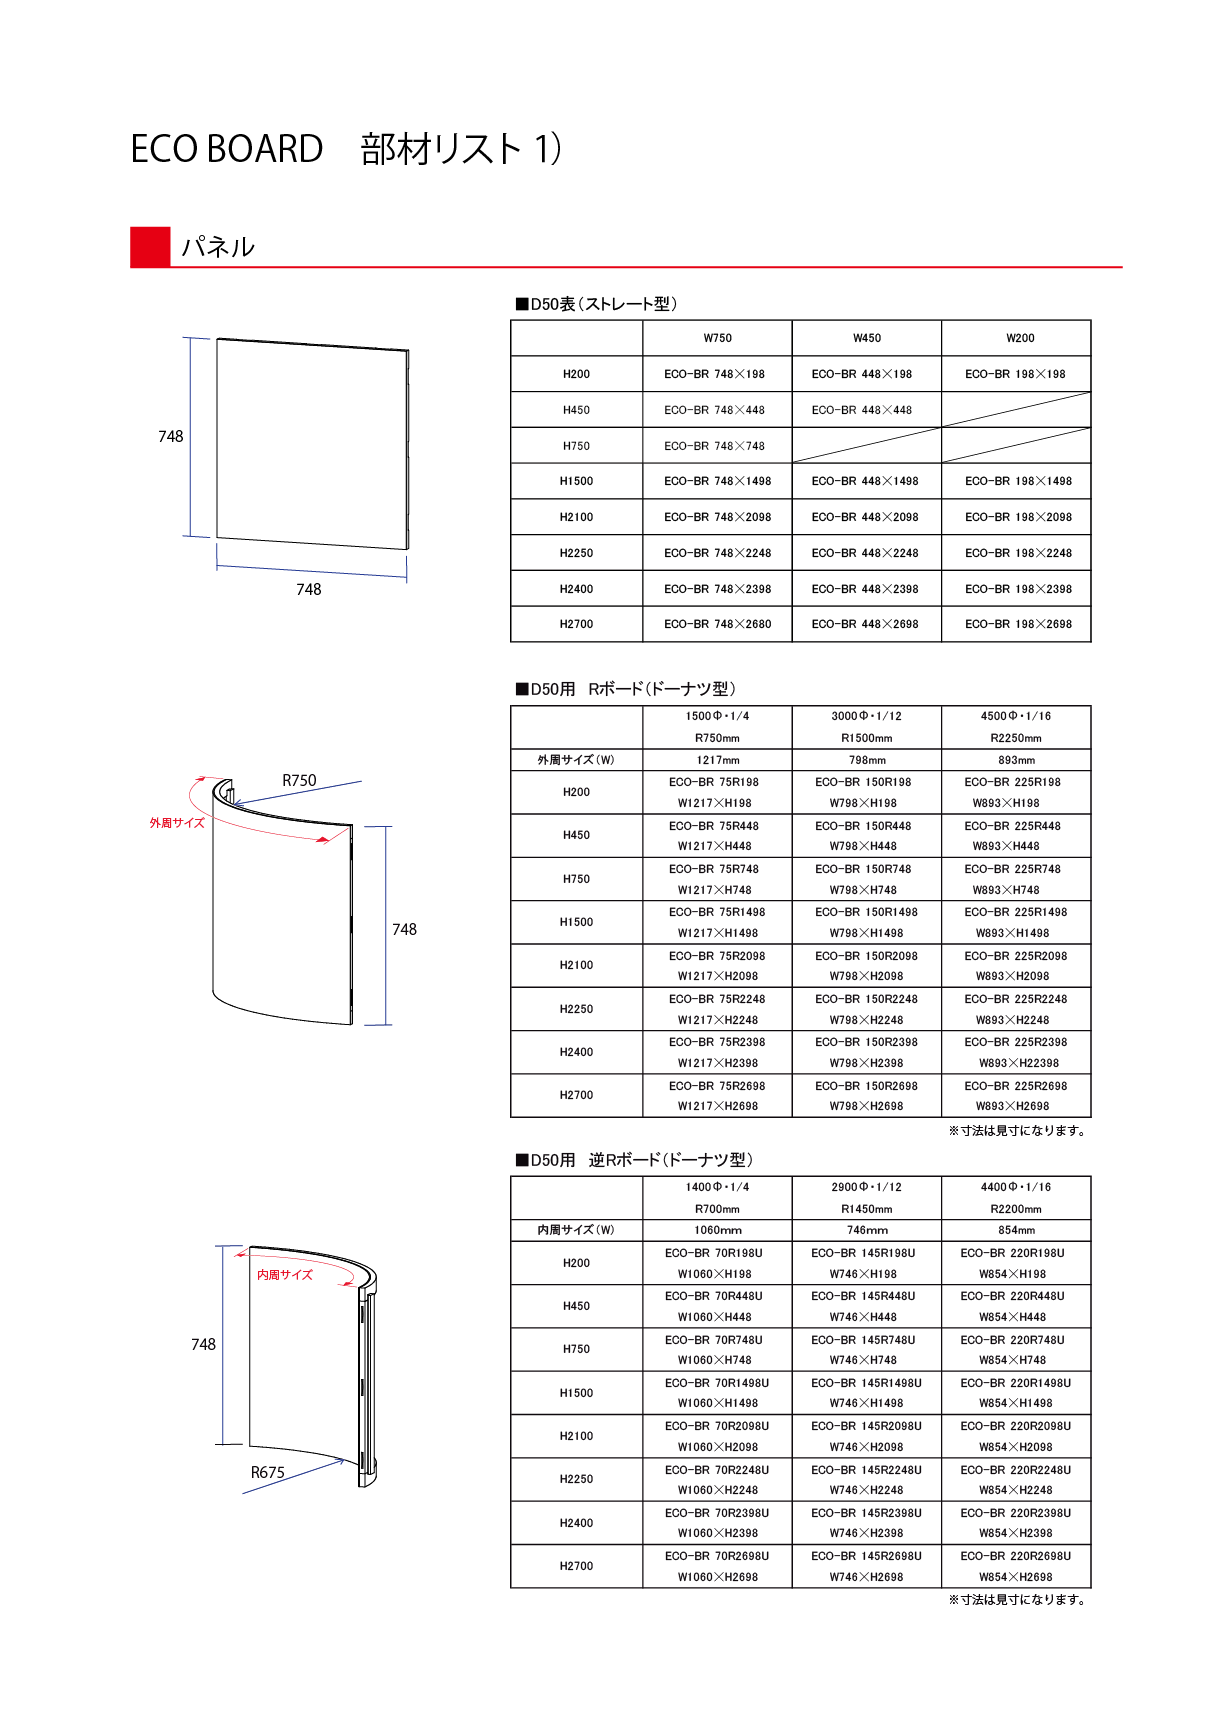 ECO BOARD　部材リスト 1)
パネル
■D50表(ストレート型)
W750 W450 W200
H200 ECO-BR 748×198 ECO-BR 448×198 ECO-BR 198×198
H450 ECO-BR 748×448 ECO-BR 448×448
H750 ECO-BR 748×748
H1500 ECO-BR 748×1498 ECO-BR 448×1498 ECO-BR 198×1498
H2100 ECO-BR 748×2098 ECO-BR 448×2098 ECO-BR 198×2098
H2250 ECO-BR 748×2248 ECO-BR 448×2248 ECO-BR 198×2248
H2400 ECO-BR 748×2398 ECO-BR 448×2398 ECO-BR 198×2398
H2700 ECO-BR 748×2680 ECO-BR 448×2698 ECO-BR 198×2698
748
748
■D50用　Rボード(ドーナツ型)
1500Φ・1/4 3000Φ・1/12 4500Φ・1/16
R750mm R1500mm R2250mm
外周サイズ(W) 1217mm 798mm 893mm
H200 ECO-BR 75R198 ECO-BR 150R198 ECO-BR 225R198
W1217×H198 W798×H198 W893×H198
H450 ECO-BR 75R448 ECO-BR 150R448 ECO-BR 225R448
W1217×H448 W798×H448 W893×H448
H750 ECO-BR 75R748 ECO-BR 150R748 ECO-BR 225R748
W1217×H748 W798×H748 W893×H748
H1500 ECO-BR 75R1498 ECO-BR 150R1498 ECO-BR 225R1498
W1217×H1498 W798×H1498 W893×H1498
H2100 ECO-BR 75R2098 ECO-BR 150R2098 ECO-BR 225R2098
W1217×H2098 W798×H2098 W893×H2098
H2250 ECO-BR 75R2248 ECO-BR 150R2248 ECO-BR 225R2248
W1217×H2248 W798×H2248 W893×H2248
H2400 ECO-BR 75R2398 ECO-BR 150R2398 ECO-BR 225R2398
W1217×H2398 W798×H2398 W893×H22398
H2700 ECO-BR 75R2698 ECO-BR 150R2698 ECO-BR 225R2698
W1217×H2698 W798×H2698 W893×H2698
※寸法は見寸になります。
R750
外周サイズ
748
■D50用　逆Rボード(ドーナツ型)
1400Φ・1/4 2900Φ・1/12 4400Φ・1/16
R700mm R1450mm R2200mm
内周サイズ(W) 1060mm 746mm 854mm
H200 ECO-BR 70R198U ECO-BR 145R198U ECO-BR 220R198U
W1060×H198 W746×H198 W854×H198
H450 ECO-BR 70R448U ECO-BR 145R448U ECO-BR 220R448U
W1060×H448 W746×H448 W854×H448
H750 ECO-BR 70R748U ECO-BR 145R748U ECO-BR 220R748U
W1060×H748 W746×H748 W854×H748
H1500 ECO-BR 70R1498U ECO-BR 145R1498U ECO-BR 220R1498U
W1060×H1498 W746×H1498 W854×H1498
H2100 ECO-BR 70R2098U ECO-BR 145R2098U ECO-BR 220R2098U
W1060×H2098 W746×H2098 W854×H2098
H2250 ECO-BR 70R2248U ECO-BR 145R2248U ECO-BR 220R2248U
W1060×H2248 W746×H2248 W854×H2248
H2400 ECO-BR 70R2398U ECO-BR 145R2398U ECO-BR 220R2398U
W1060×H2398 W746×H2398 W854×H2398
H2700 ECO-BR 70R2698U ECO-BR 145R2698U ECO-BR 220R2698U
W1060×H2698 W746×H2698 W854×H2698
※寸法は見寸になります。
内周サイズ
748
R675